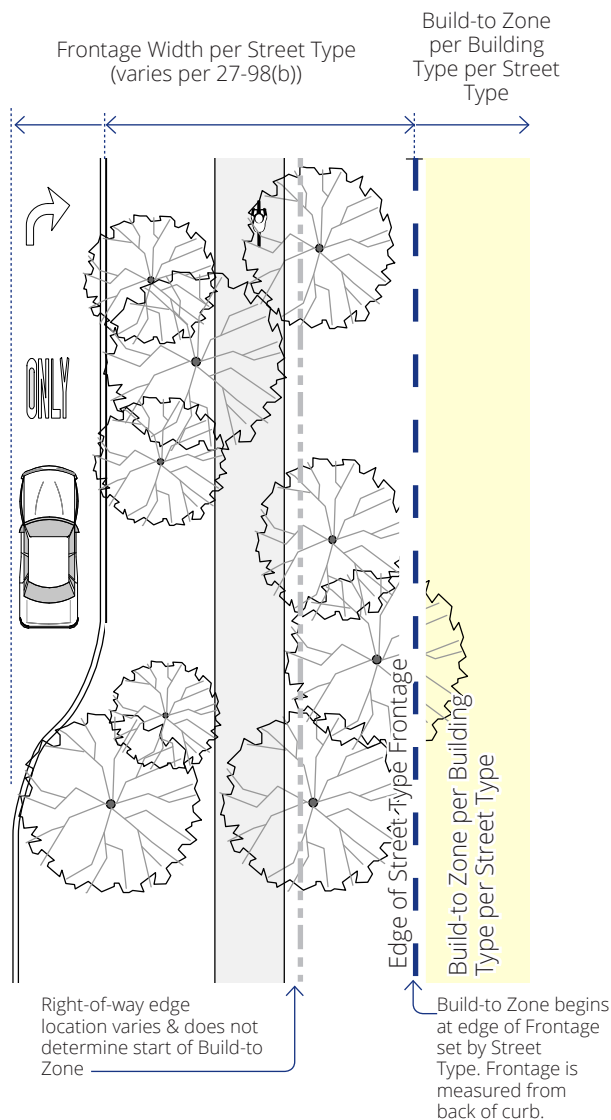 Frontage Width per Street Type
(varies per 27-98(b))
Build-to Zone
per Building
Type per Street
Type
ONLY
Edge of Street Type Frontage
Build-to Zone per Building
Type per Street Type
Right-of-way edge
location varies & does not
determine start of Build-to
Zone
Build-to Zone begins
at edge of Frontage
set by Street
Type. Frontage is
measured from
back of curb.